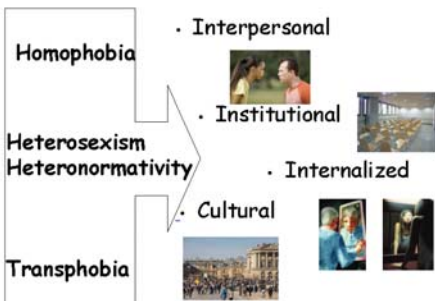 Homophobia
Heterosexism
Heteronormativity
Transphobia
• Interpersonal
• Institutional
• Internalized
• Cultural